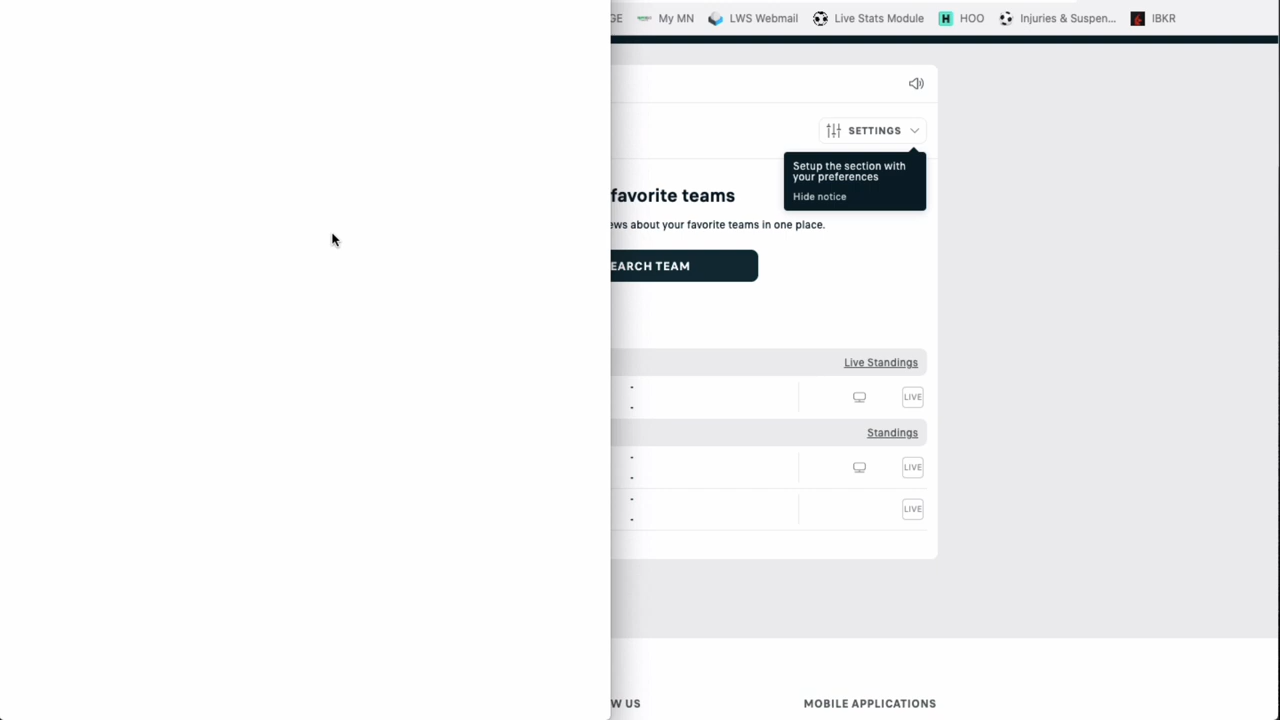 GE My MN LWS Webmail Live Stats Module HOO Injuries & Suspen... IBKR
SETTINGS
Setup the section with
your preferences
Hide notice
favorite teams
ews about your favorite teams in one place.
EARCH TEAM
Live Standings
- LIVE
-
Standings
- LIVE
-
- LIVE
-
W US MOBILE APPLICATIONS